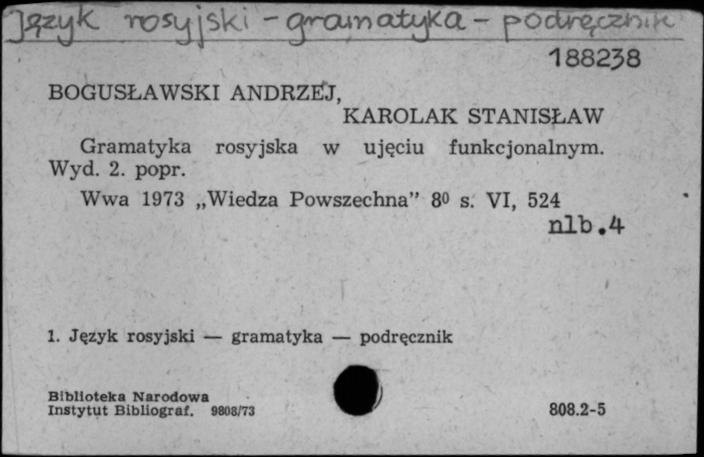 Język rosyjski - gramatyka - podręcznik
188238
BOGUSŁAWSKI ANDRZEJ,
KAROLAK STANISŁAW
Gramatyka rosyjska w ujęciu funkcjonalnym.
Wyd. 2. popr.
Wwa 1973 „Wiedza Powszechna” 8⁰ s. VI, 524
nlb.4
1. Język rosyjski — gramatyka — podręcznik
Biblioteka Narodowa
Instytut Bibliograf. 9808/73
808.2-5